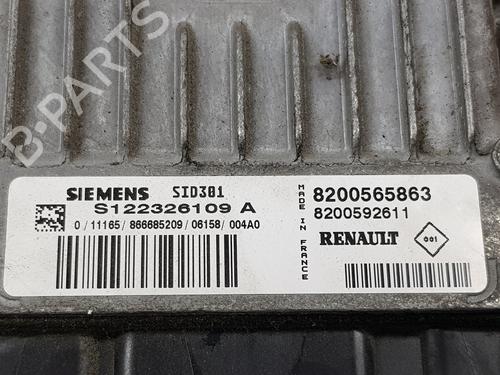 B-PARTS
SIEMENS SID301
S122326109 A
0 / 11165 / 866685209 / 06158 / 004A0
MADE IN FRANCE
8200565863
8200592611
RENAULT
001